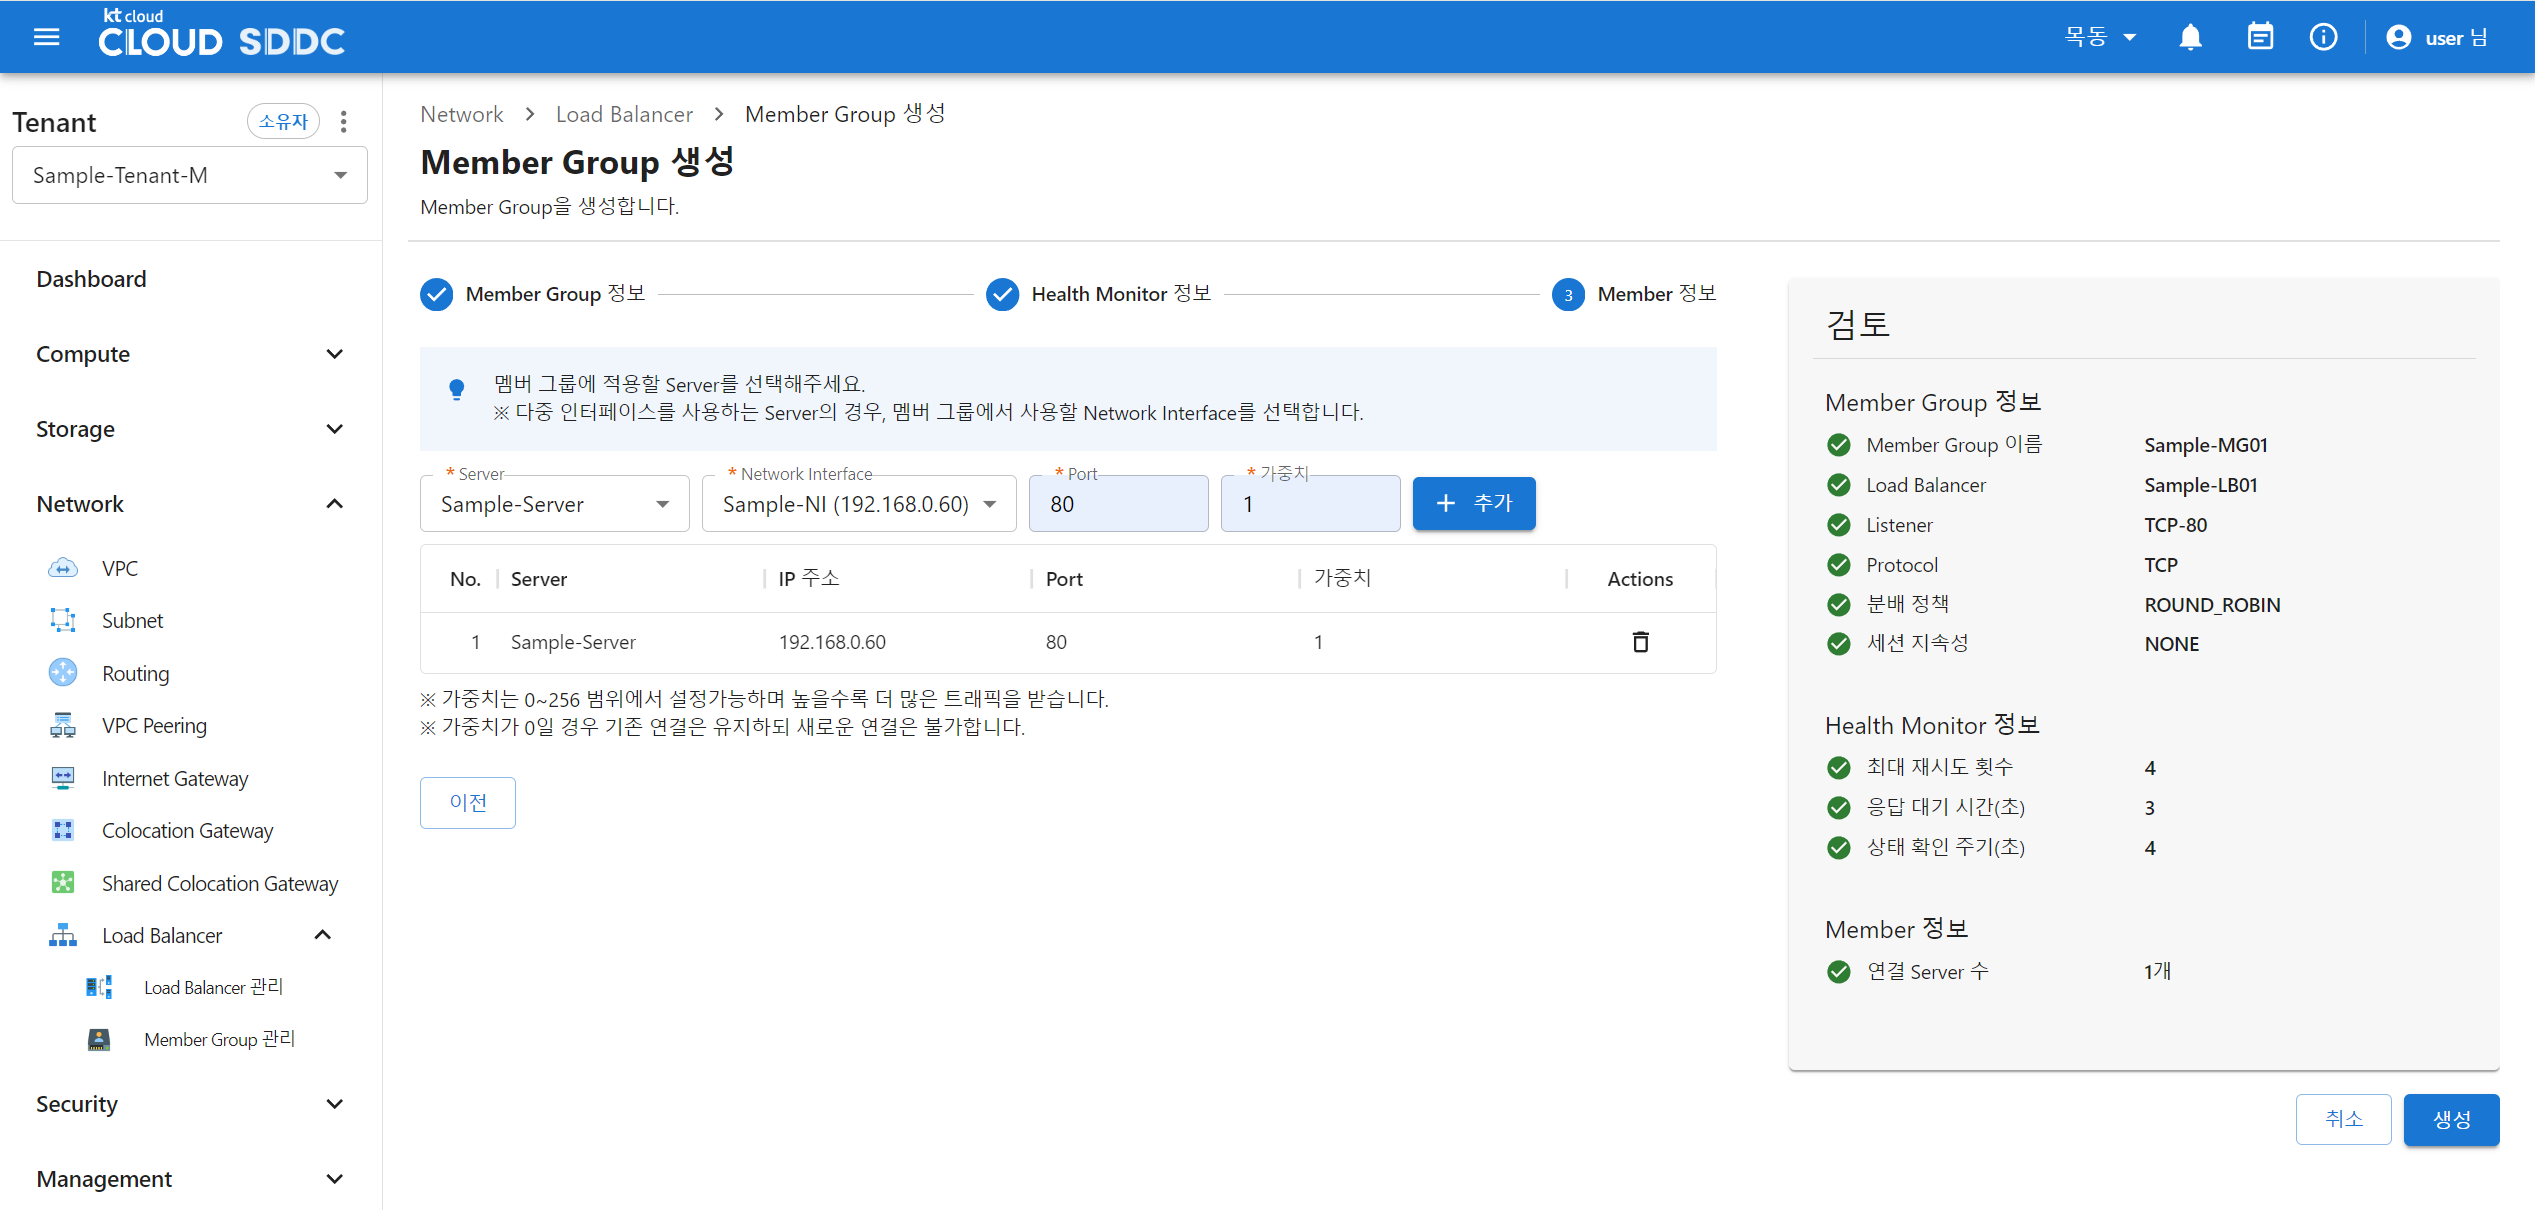 kt cloud
CLOUD SDDC
목동
user 님
Tenant
소유자
Sample-Tenant-M
Dashboard
Compute
Storage
Network
VPC
Subnet
Routing
VPC Peering
Internet Gateway
Colocation Gateway
Shared Colocation Gateway
Load Balancer
Load Balancer 관리
Member Group 관리
Security
Management
Network > Load Balancer > Member Group 생성
Member Group 생성
Member Group을 생성합니다.
Member Group 정보
Health Monitor 정보
3 Member 정보
멤버 그룹에 적용할 Server를 선택해주세요.
※ 다중 인터페이스를 사용하는 Server의 경우, 멤버 그룹에서 사용할 Network Interface를 선택합니다.
* Server
Sample-Server
* Network Interface
Sample-NI (192.168.0.60)
* Port
80
* 가중치
1
+ 추가
No. Server IP 주소 Port 가중치 Actions
1 Sample-Server 192.168.0.60 80 1
※ 가중치는 0~256 범위에서 설정가능하며 높을수록 더 많은 트래픽을 받습니다.
※ 가중치가 0일 경우 기존 연결은 유지하되 새로운 연결은 불가합니다.
이전
검토
Member Group 정보
Member Group 이름 Sample-MG01
Load Balancer Sample-LB01
Listener TCP-80
Protocol TCP
분배 정책 ROUND_ROBIN
세션 지속성 NONE
Health Monitor 정보
최대 재시도 횟수 4
응답 대기 시간(초) 3
상태 확인 주기(초) 4
Member 정보
연결 Server 수 1개
취소
생성